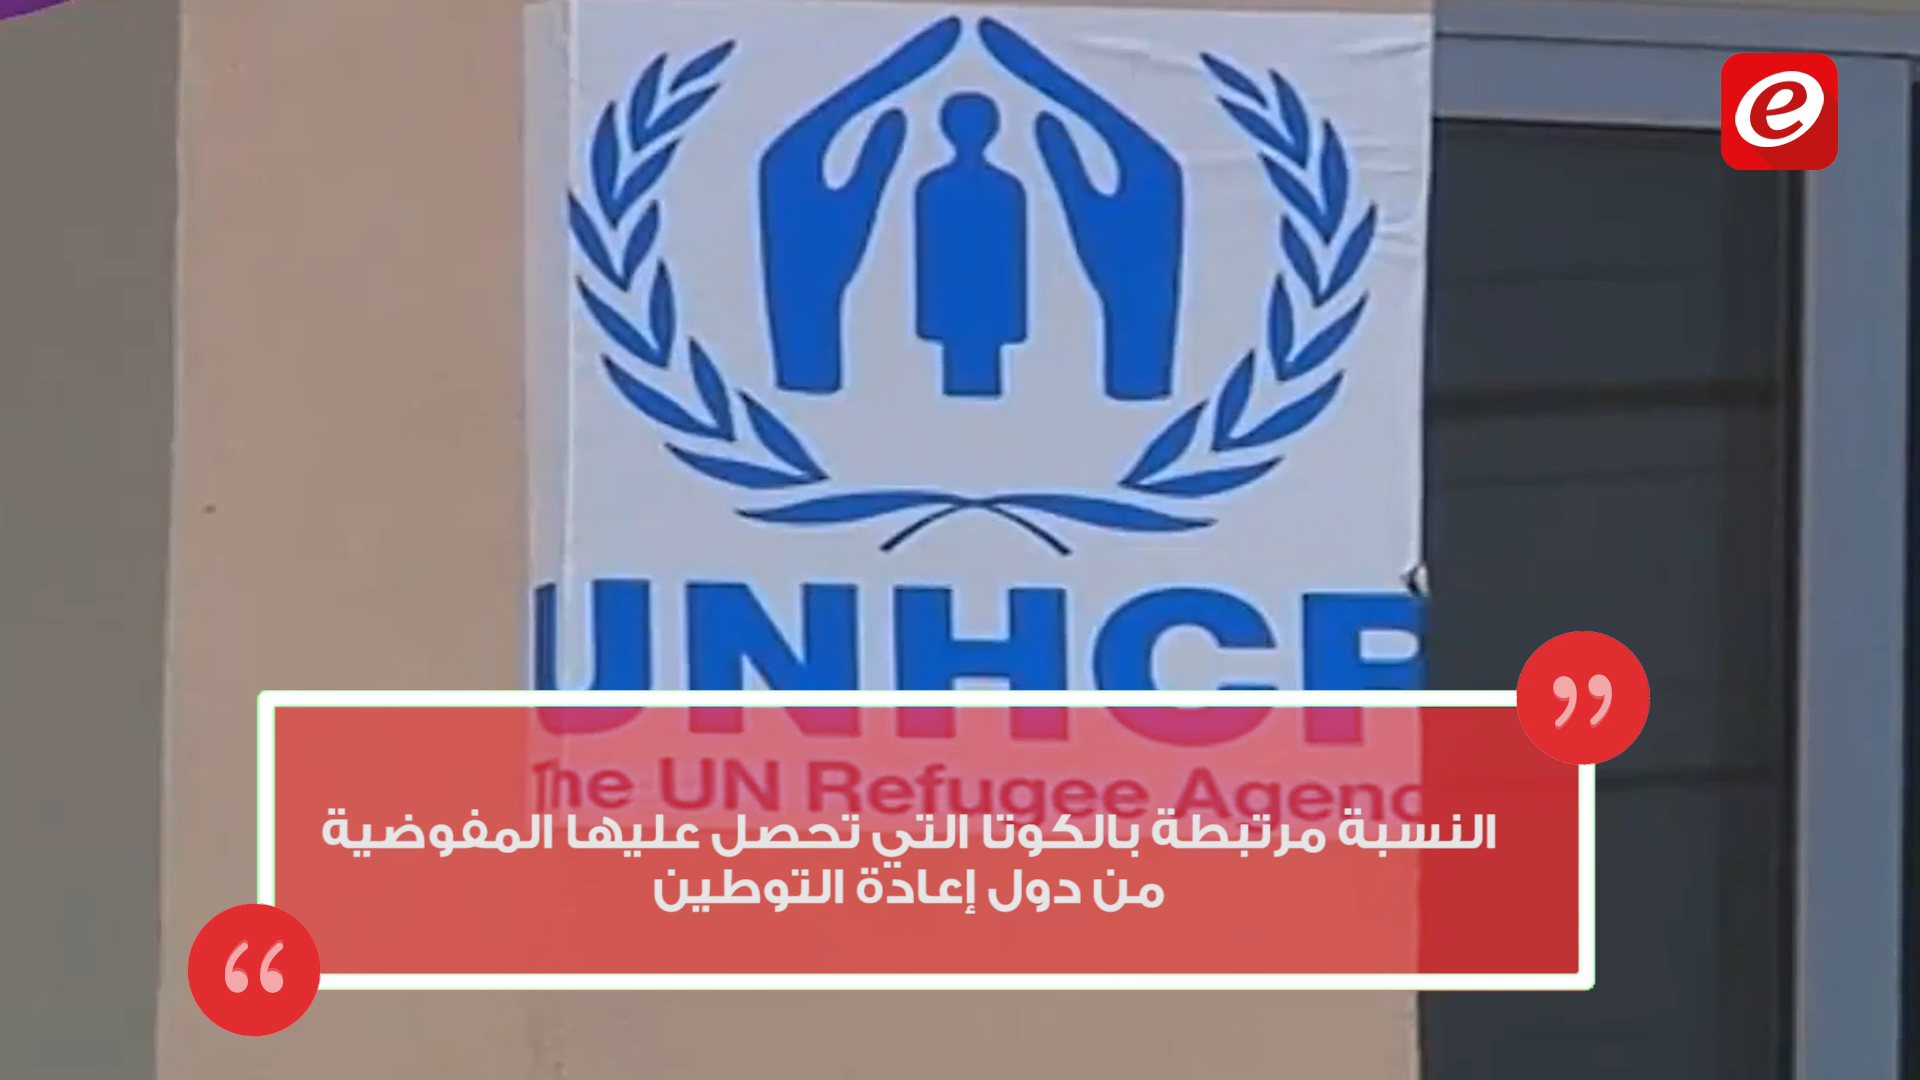 UNHCR
The UN Refugee Agenc
النسبة مرتبطة بالكوتا التي تحصل عليها المفوضية
من دول إعادة التوطين